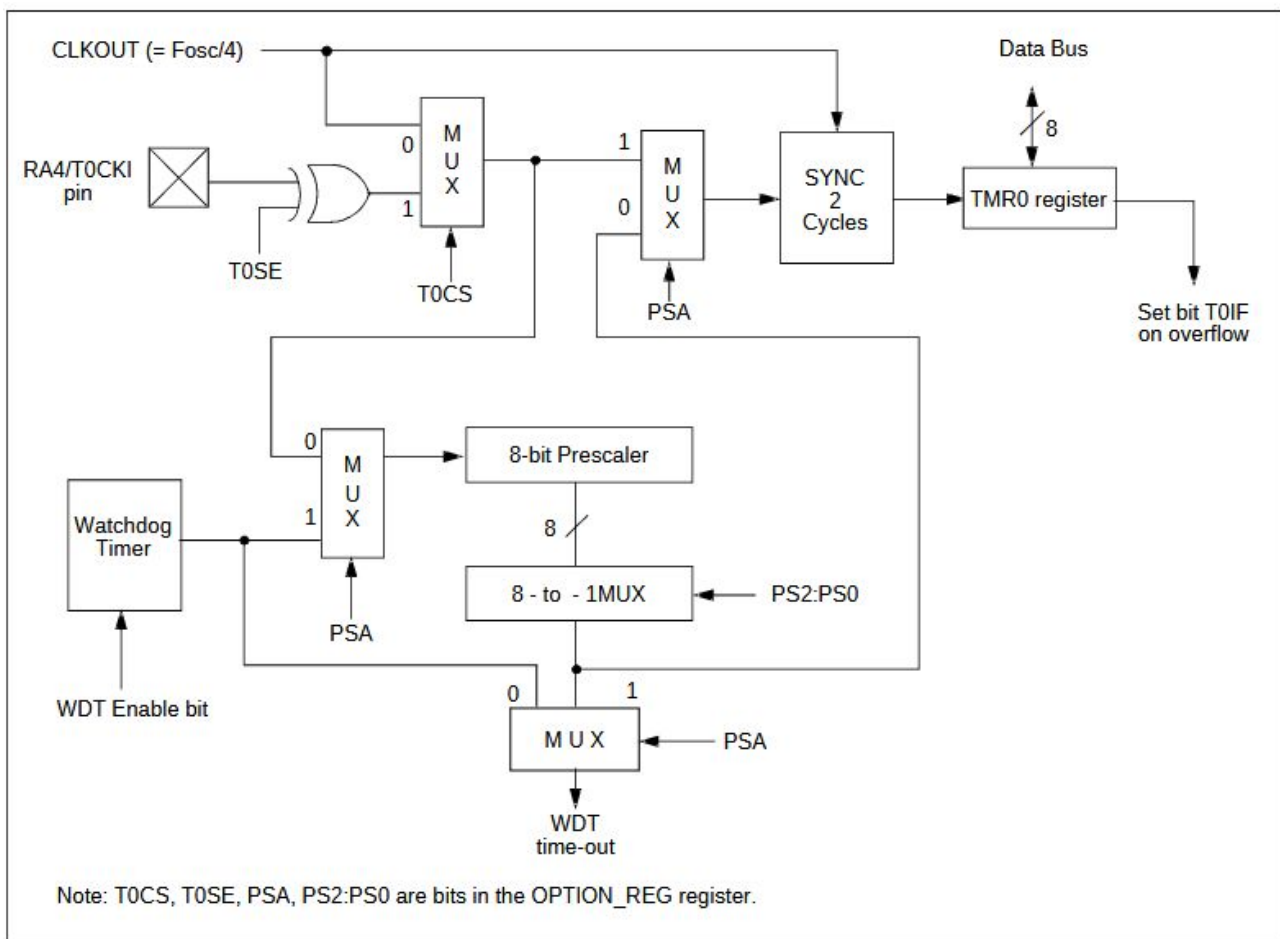 CLKOUT (= Fosc/4)
Data Bus
8
RA4/T0CKI
pin
T0SE
0
1
M
U
X
T0CS
1
0
M
U
X
PSA
SYNC
2
Cycles
TMR0 register
Set bit T0IF
on overflow
0
1
M
U
X
PSA
8-bit Prescaler
8
8 - to - 1MUX
PS2:PS0
Watchdog
Timer
WDT Enable bit
0
1
M U X
PSA
WDT
time-out
Note: T0CS, T0SE, PSA, PS2:PS0 are bits in the OPTION_REG register.